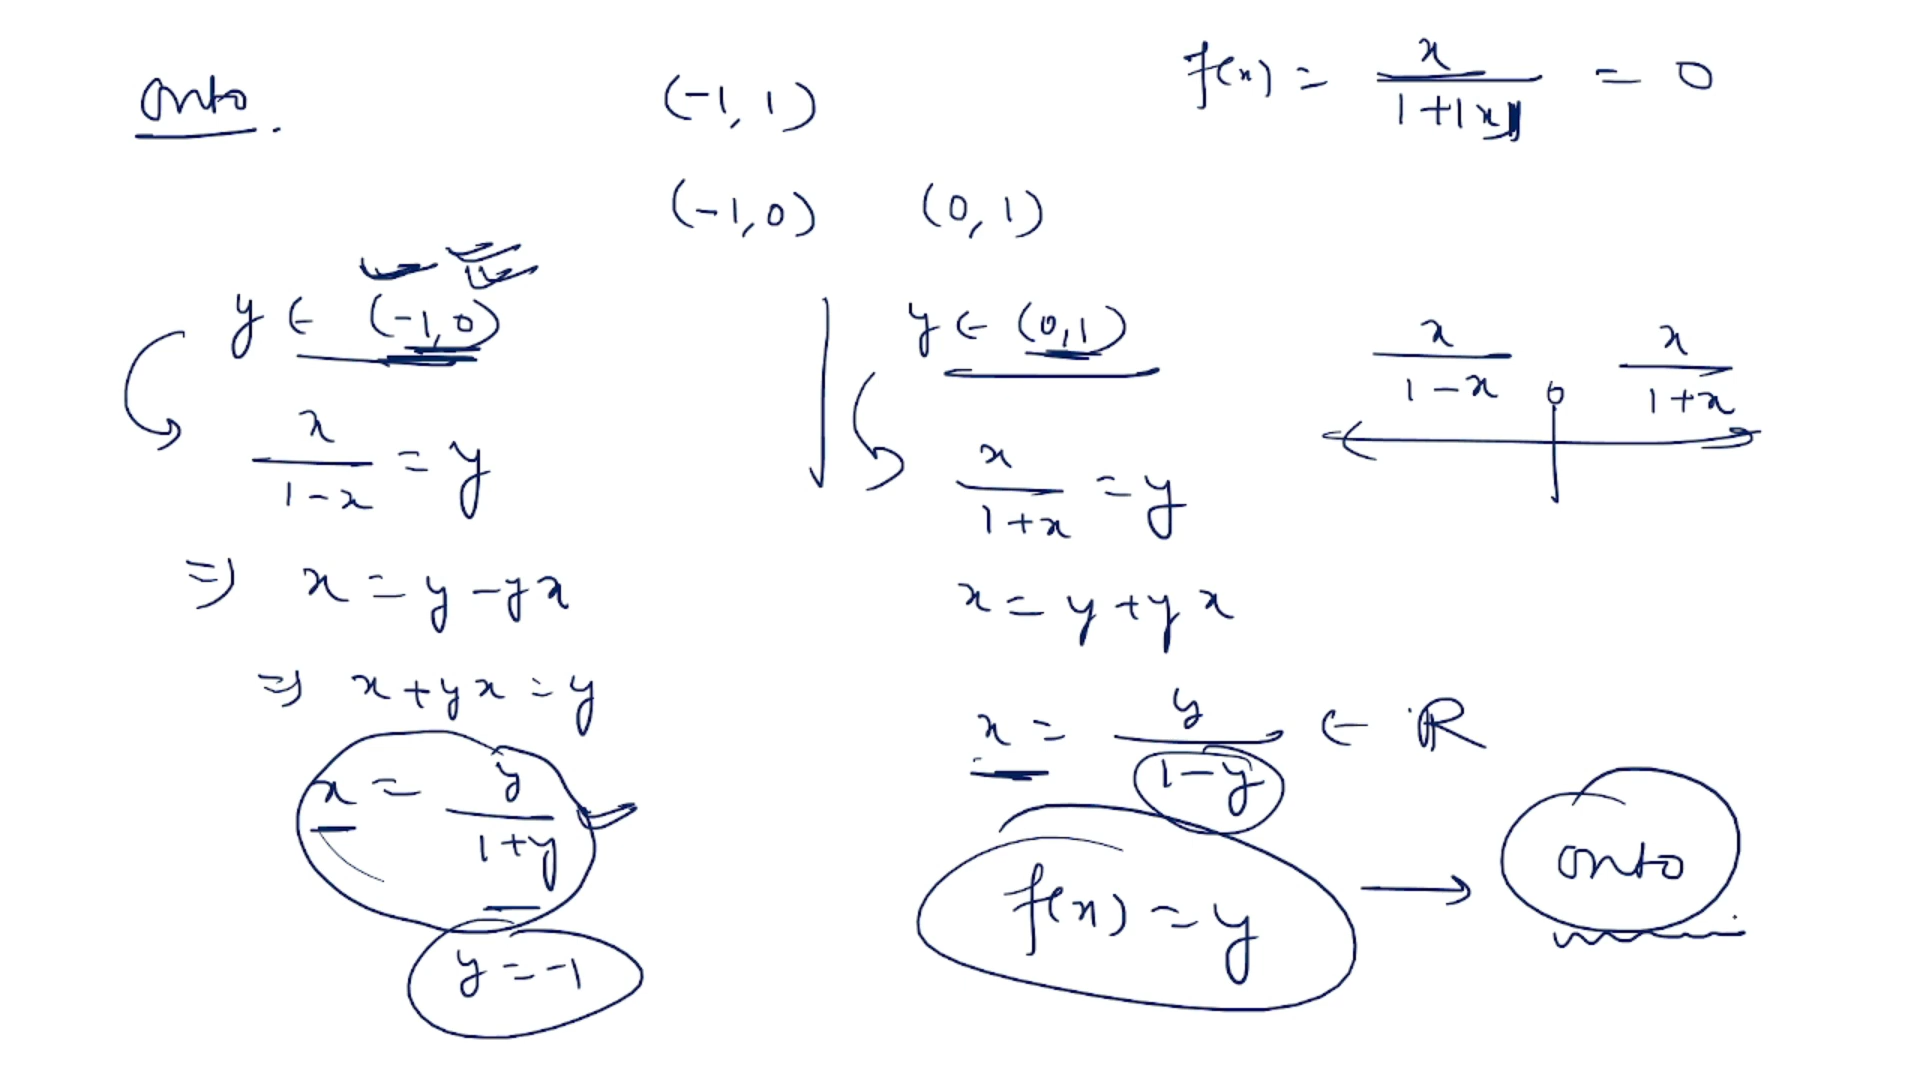 onto.
(-1, 1)
f(x) = x / 1+|x| = 0
(-1, 0)   (0, 1)
y ∈ (-1, 0)
x / 1-x = y
⇒ x = y - yx
⇒ x + yx = y
x = y / 1+y
y = -1
y ∈ (0, 1)
x / 1+x = y
x = y + yx
x = y / 1-y ∈ ℝ
f(x) = y → onto
x / 1-x   0   x / 1+x